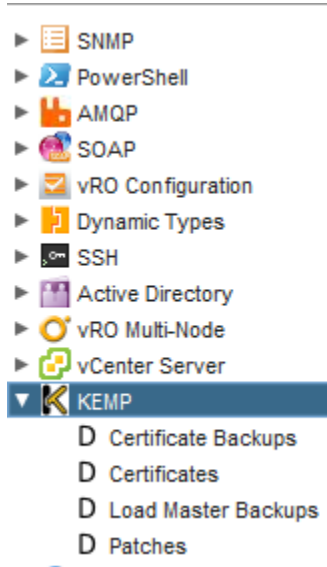 SNMP
PowerShell
AMQP
SOAP
vRO Configuration
Dynamic Types
SSH
Active Directory
vRO Multi-Node
vCenter Server
KEMP
D Certificate Backups
D Certificates
D Load Master Backups
D Patches